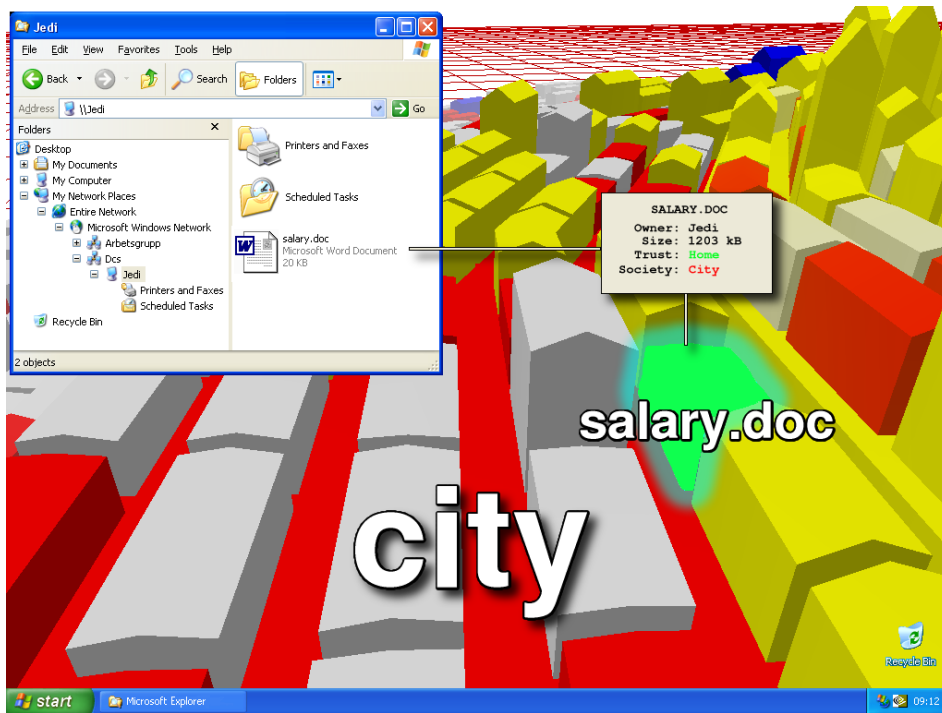 Jedi
File Edit View Favorites Tools Help
Back Search Folders
Address \\Jedi Go
Folders
Desktop
My Documents
My Computer
My Network Places
Entire Network
Microsoft Windows Network
Arbetsgrupp
Dcs
Jedi
Printers and Faxes
Scheduled Tasks
Recycle Bin
Printers and Faxes
Scheduled Tasks
salary.doc
Microsoft Word Document
20 KB
2 objects
SALARY.DOC
Owner: Jedi
Size: 1203 kB
Trust: Home
Society: City
salary.doc
city
Recycle Bin
start Microsoft Explorer 09:12